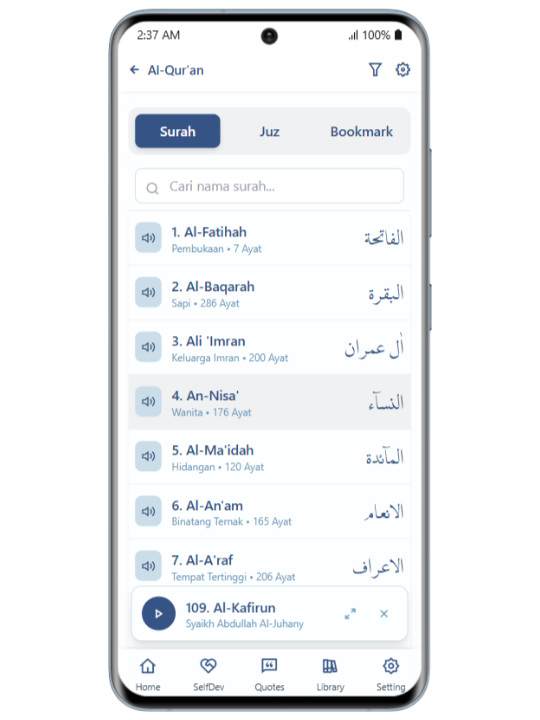 2:37 AM 100%
Al-Qur'an
Surah Juz Bookmark
Cari nama surah...
1. Al-Fatihah الفاتحة
Pembukaan • 7 Ayat
2. Al-Baqarah البقرة
Sapi • 286 Ayat
3. Ali 'Imran اٰل عمران
Keluarga Imran • 200 Ayat
4. An-Nisa' النساۤء
Wanita • 176 Ayat
5. Al-Ma'idah الماۤئدة
Hidangan • 120 Ayat
6. Al-An'am الانعام
Binatang Ternak • 165 Ayat
7. Al-A'raf الاعراف
Tempat Tertinggi • 206 Ayat
109. Al-Kafirun
Syaikh Abdullah Al-Juhany
Home SelfDev Quotes Library Setting